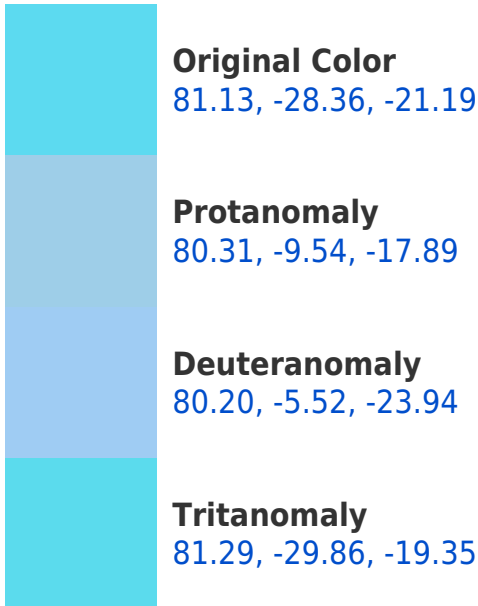 Original Color
81.13, -28.36, -21.19
Protanomaly
80.31, -9.54, -17.89
Deuteranomaly
80.20, -5.52, -23.94
Tritanomaly
81.29, -29.86, -19.35